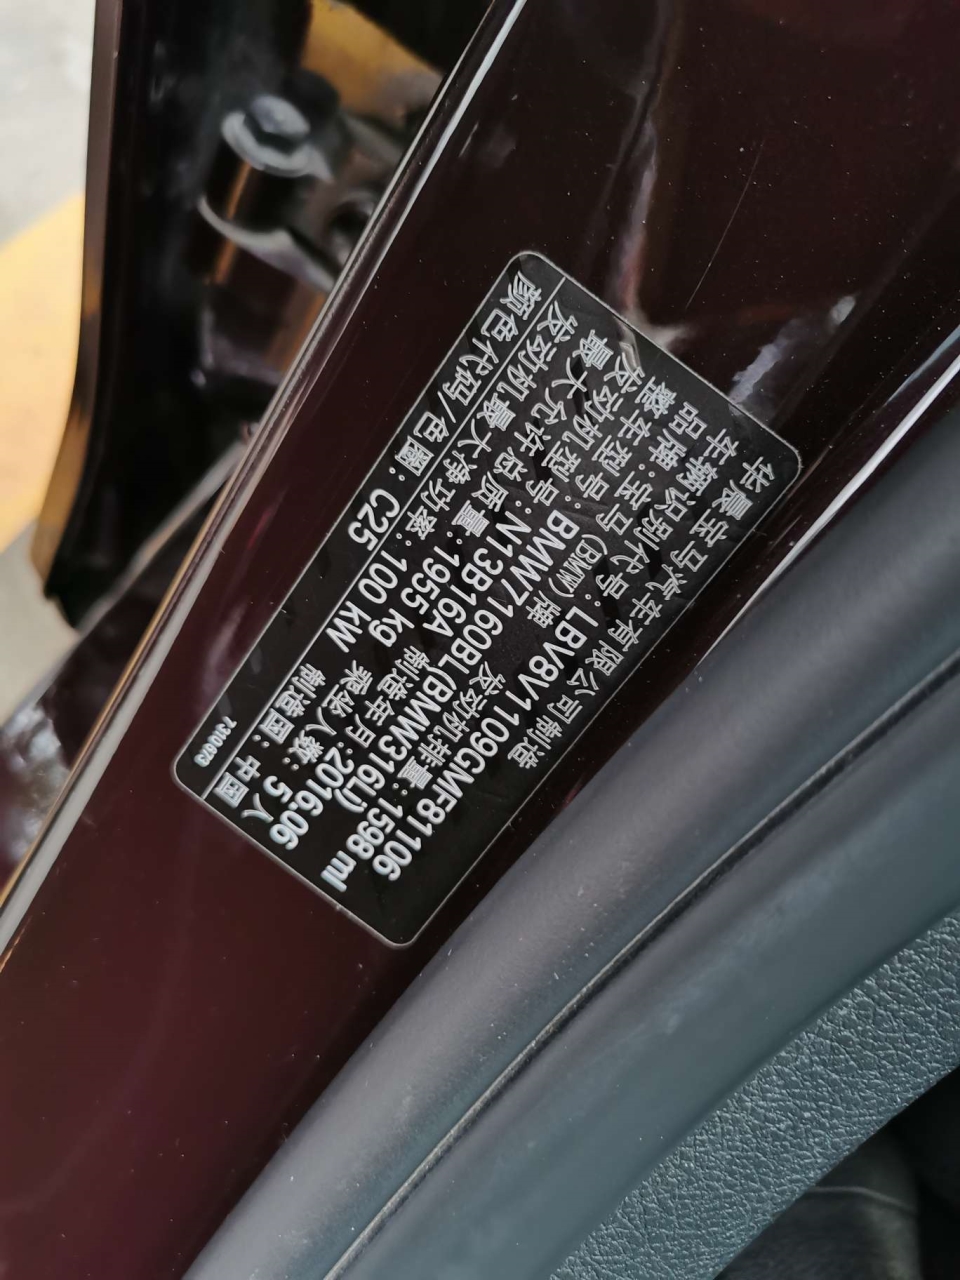 华晨宝马汽车有限公司制造
车辆识别代号: LBV8V1109GMF81106
品牌: 宝马 (BMW) 牌 发动机排量: 1598 ml
整车型号: BMW7160BL(BMW316Li)
发动机型号: N13B16A 制造年月: 2016.06
最大允许总质量: 1955 kg 乘坐人数: 5 人
发动机最大净功率: 100 kW 制造国: 中国
颜色/代码/色圈: C25
7310673